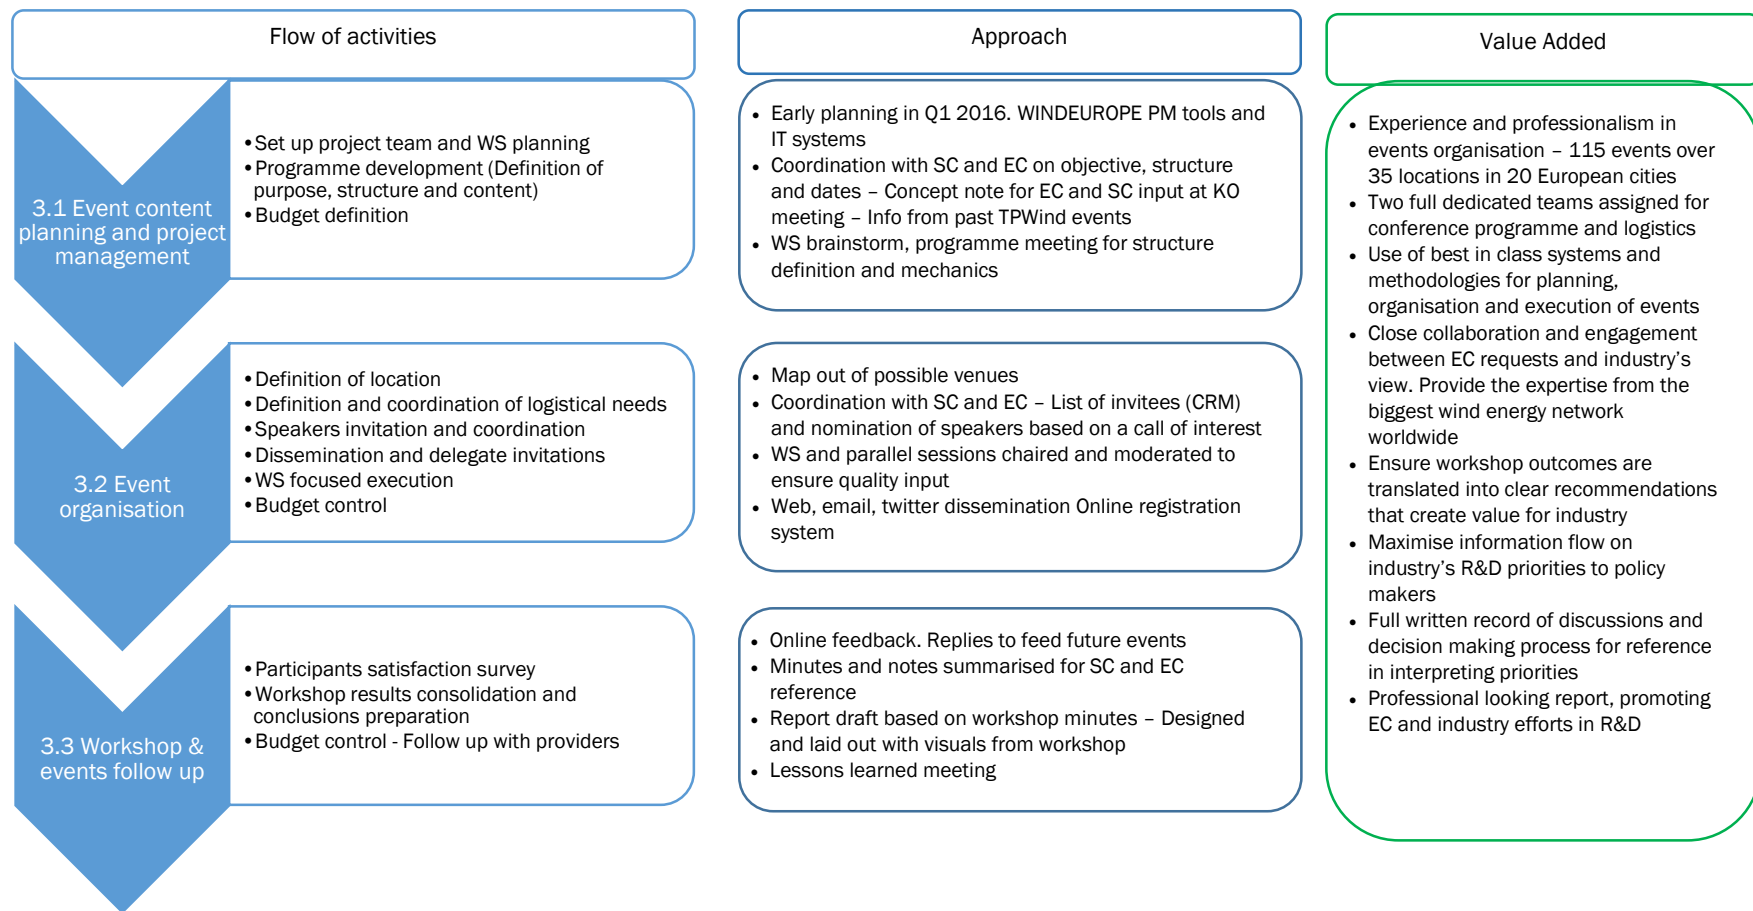 Flow of activities
Approach
Value Added
3.1 Event content
planning and project
management
•Set up project team and WS planning
•Programme development (Definition of
purpose, structure and content)
•Budget definition
• Early planning in Q1 2016. WINDEUROPE PM tools and
IT systems
• Coordination with SC and EC on objective, structure
and dates – Concept note for EC and SC input at KO
meeting – Info from past TPWind events
• WS brainstorm, programme meeting for structure
definition and mechanics
3.2 Event
organisation
•Definition of location
•Definition and coordination of logistical needs
•Speakers invitation and coordination
•Dissemination and delegate invitations
•WS focused execution
•Budget control
• Map out of possible venues
• Coordination with SC and EC – List of invitees (CRM)
and nomination of speakers based on a call of interest
• WS and parallel sessions chaired and moderated to
ensure quality input
• Web, email, twitter dissemination Online registration
system
3.3 Workshop &
events follow up
•Participants satisfaction survey
•Workshop results consolidation and
conclusions preparation
•Budget control - Follow up with providers
• Online feedback. Replies to feed future events
• Minutes and notes summarised for SC and EC
reference
• Report draft based on workshop minutes – Designed
and laid out with visuals from workshop
• Lessons learned meeting
• Experience and professionalism in
events organisation – 115 events over
35 locations in 20 European cities
• Two full dedicated teams assigned for
conference programme and logistics
• Use of best in class systems and
methodologies for planning,
organisation and execution of events
• Close collaboration and engagement
between EC requests and industry’s
view. Provide the expertise from the
biggest wind energy network
worldwide
• Ensure workshop outcomes are
translated into clear recommendations
that create value for industry
• Maximise information flow on
industry’s R&D priorities to policy
makers
• Full written record of discussions and
decision making process for reference
in interpreting priorities
• Professional looking report, promoting
EC and industry efforts in R&D